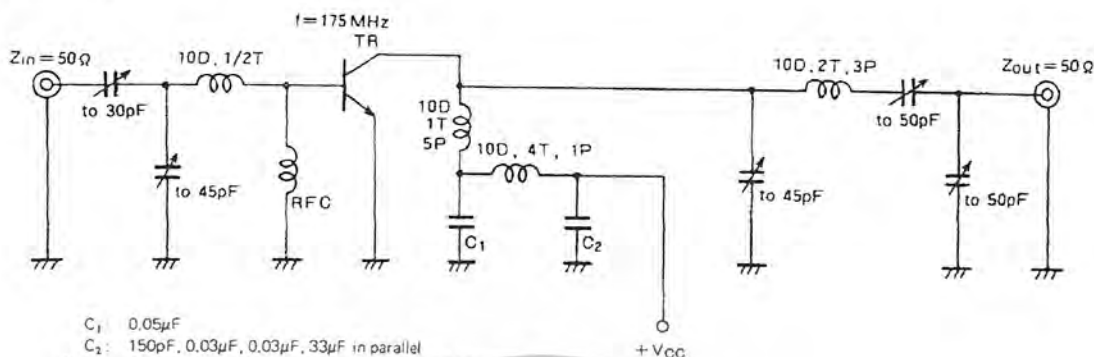 f=175MHz
TR
Zin=50Ω
10D, 1/2T
10D,2T,3P
Zout=50Ω
to 30pF
to 50pF
10D
1T
5P
10D, 4T, 1P
to 45pF
RFC
C1
C2
to 45pF
to 50pF
C1: 0.05μF
C2: 150pF, 0.03μF, 0.03μF, 33μF in parallel
+VCC